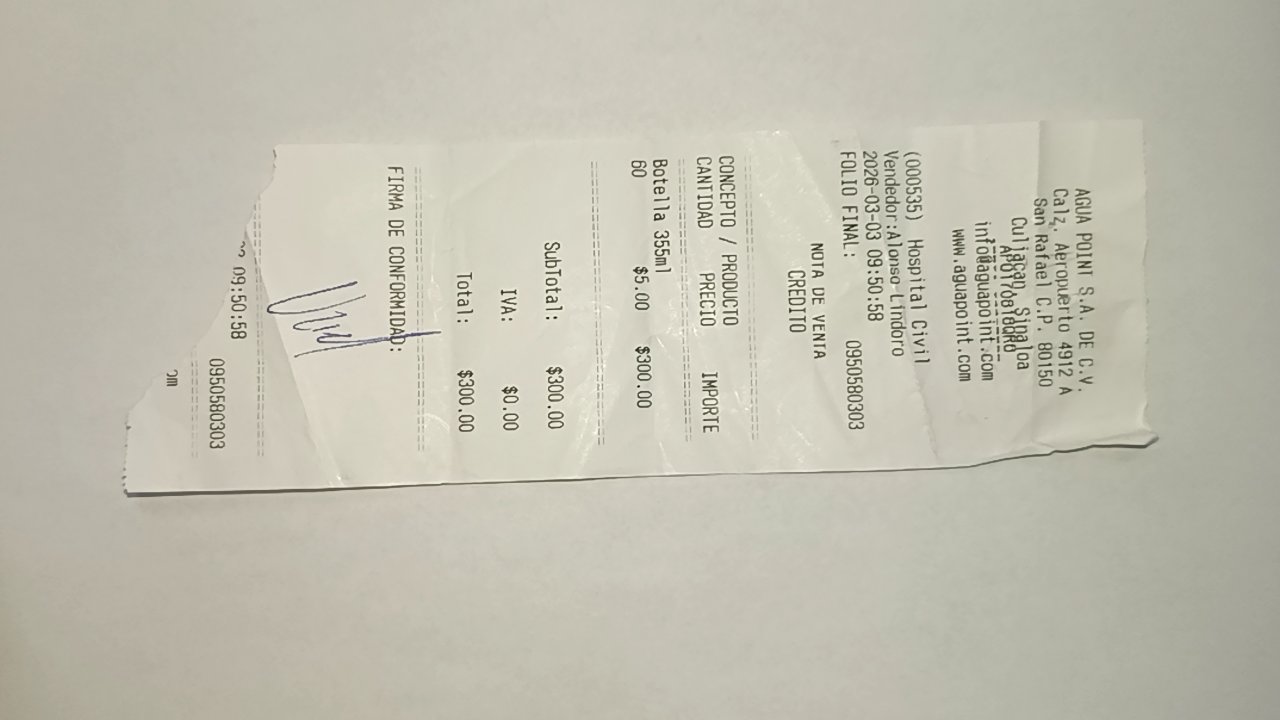 AGUA POINT S.A. DE C.V.
Calz. Aeropuerto 4912 A
San Rafael C.P. 80150
Culiacan, Sinaloa
info@aguapoint.com
www.aguapoint.com
(000535) Hospital Civil
Vendedor:Alonso Lindoro
2026-03-03 09:50:58
FOLIO FINAL: 0950580303
NOTA DE VENTA
CREDITO
CONCEPTO / PRODUCTO
CANTIDAD PRECIO IMPORTE
Botella 355ml
60 $5.00 $300.00
SubTotal: $300.00
IVA: $0.00
Total: $300.00
FIRMA DE CONFORMIDAD:
09:50:58
0950580303
om